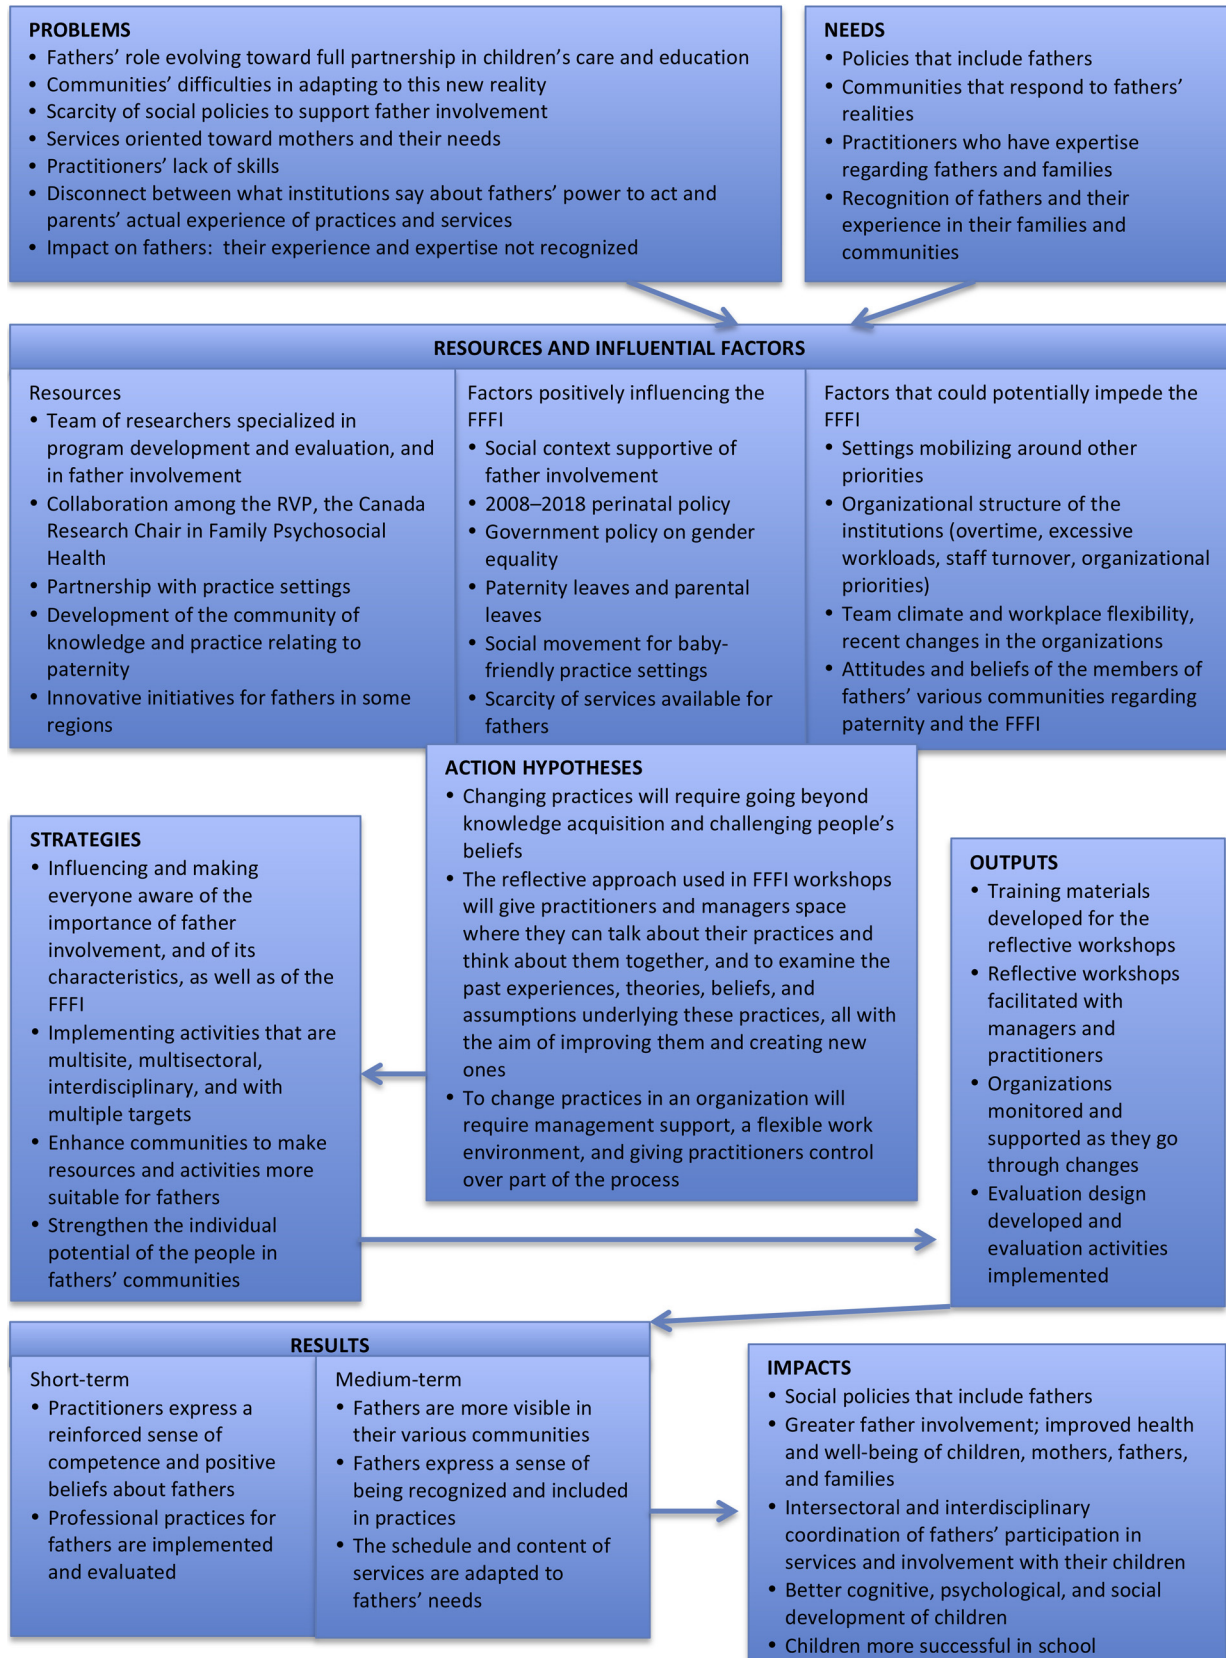 PROBLEMS
• Fathers’ role evolving toward full partnership in children’s care and education
• Communities’ difficulties in adapting to this new reality
• Scarcity of social policies to support father involvement
• Services oriented toward mothers and their needs
• Practitioners’ lack of skills
• Disconnect between what institutions say about fathers’ power to act and
parents’ actual experience of practices and services
• Impact on fathers:  their experience and expertise not recognized
NEEDS
• Policies that include fathers
• Communities that respond to fathers’
realities
• Practitioners who have expertise
regarding fathers and families
• Recognition of fathers and their
experience in their families and
communities
RESOURCES AND INFLUENTIAL FACTORS
Resources
• Team of researchers specialized in
program development and evaluation, and
in father involvement
• Collaboration among the RVP, the Canada
Research Chair in Family Psychosocial
Health
• Partnership with practice settings
• Development of the community of
knowledge and practice relating to
paternity
• Innovative initiatives for fathers in some
regions
Factors positively influencing the
FFFI
• Social context supportive of
father involvement
• 2008–2018 perinatal policy
• Government policy on gender
equality
• Paternity leaves and parental
leaves
• Social movement for baby-
friendly practice settings
• Scarcity of services available for
fathers
Factors that could potentially impede the
FFFI
• Settings mobilizing around other
priorities
• Organizational structure of the
institutions (overtime, excessive
workloads, staff turnover, organizational
priorities)
• Team climate and workplace flexibility,
recent changes in the organizations
• Attitudes and beliefs of the members of
fathers’ various communities regarding
paternity and the FFFI
ACTION HYPOTHESES
• Changing practices will require going beyond
knowledge acquisition and challenging people’s
beliefs
• The reflective approach used in FFFI workshops
will give practitioners and managers space
where they can talk about their practices and
think about them together, and to examine the
past experiences, theories, beliefs, and
assumptions underlying these practices, all with
the aim of improving them and creating new
ones
• To change practices in an organization will
require management support, a flexible work
environment, and giving practitioners control
over part of the process
STRATEGIES
• Influencing and making
everyone aware of the
importance of father
involvement, and of its
characteristics, as well as of the
FFFI
• Implementing activities that are
multisite, multisectoral,
interdisciplinary, and with
multiple targets
• Enhance communities to make
resources and activities more
suitable for fathers
• Strengthen the individual
potential of the people in
fathers’ communities
OUTPUTS
• Training materials
developed for the
reflective workshops
• Reflective workshops
facilitated with
managers and
practitioners
• Organizations
monitored and
supported as they go
through changes
• Evaluation design
developed and
evaluation activities
implemented
RESULTS
Short-term
• Practitioners express a
reinforced sense of
competence and positive
beliefs about fathers
• Professional practices for
fathers are implemented
and evaluated
Medium-term
• Fathers are more visible in
their various communities
• Fathers express a sense of
being recognized and included
in practices
• The schedule and content of
services are adapted to
fathers’ needs
IMPACTS
• Social policies that include fathers
• Greater father involvement; improved health
and well-being of children, mothers, fathers,
and families
• Intersectoral and interdisciplinary
coordination of fathers’ participation in
services and involvement with their children
• Better cognitive, psychological, and social
development of children
• Children more successful in school